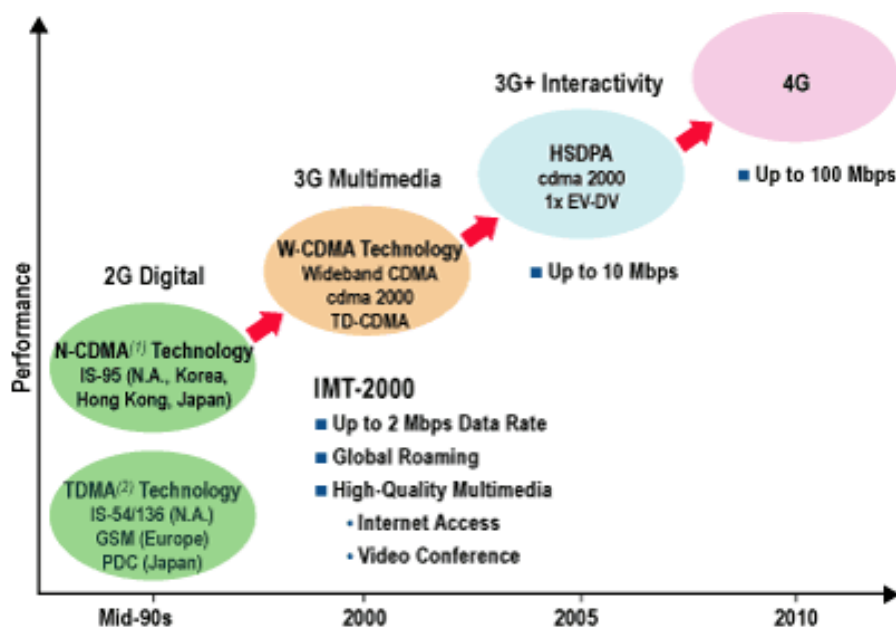 Performance
2G Digital
N-CDMA(1) Technology
IS-95 (N.A., Korea,
Hong Kong, Japan)
TDMA(2) Technology
IS-54/136 (N.A.)
GSM (Europe)
PDC (Japan)
3G Multimedia
W-CDMA Technology
Wideband CDMA
cdma 2000
TD-CDMA
IMT-2000
■ Up to 2 Mbps Data Rate
■ Global Roaming
■ High-Quality Multimedia
• Internet Access
• Video Conference
3G+ Interactivity
HSDPA
cdma 2000
1x EV-DV
■ Up to 10 Mbps
4G
■ Up to 100 Mbps
Mid-90s
2000
2005
2010